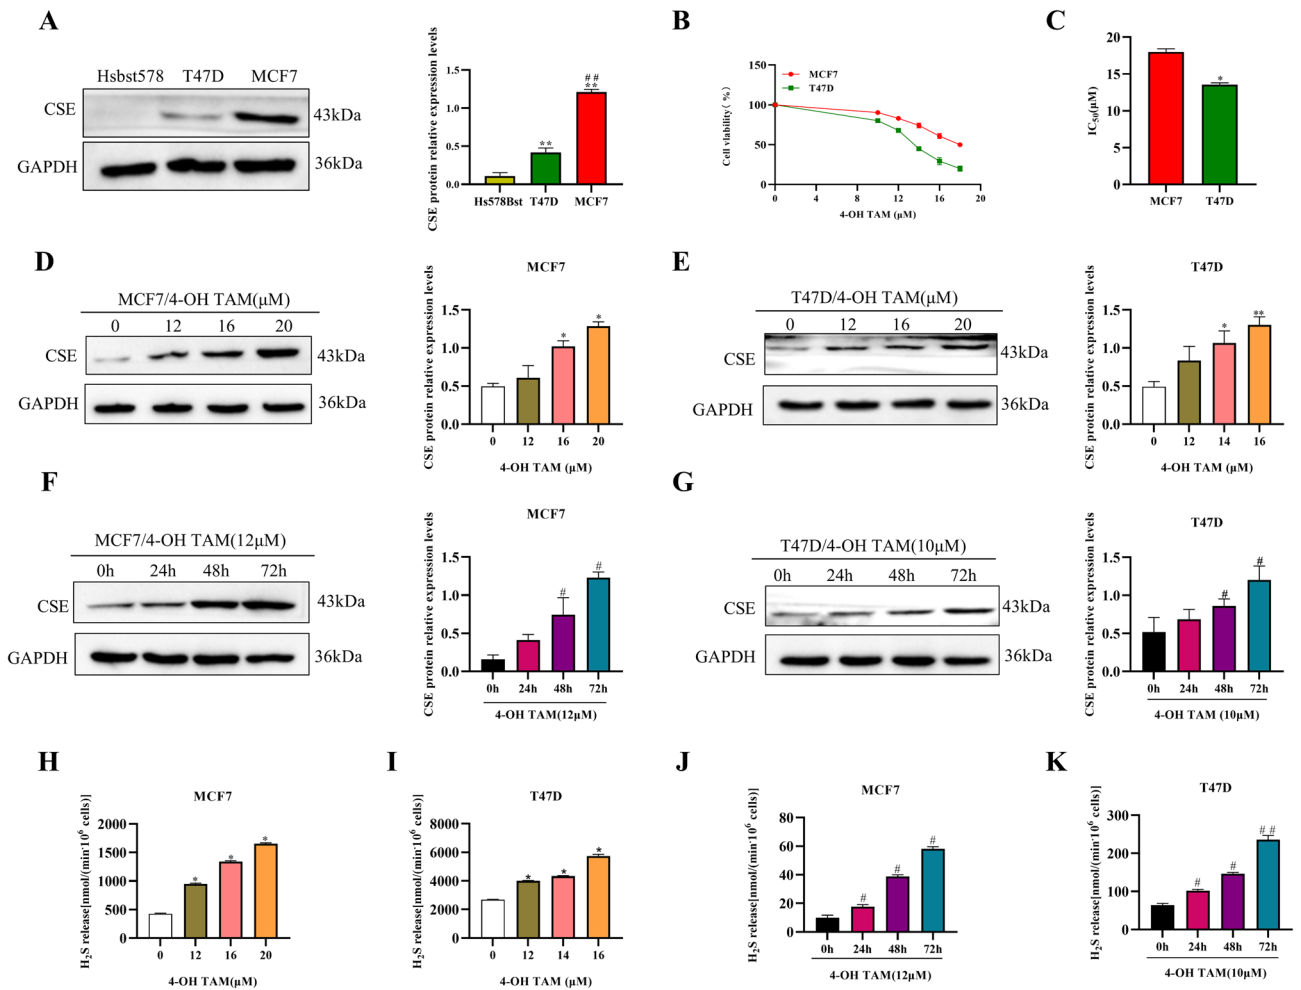 A
Hsbst578 T47D MCF7
CSE 43kDa
GAPDH 36kDa
CSE protein relative expression levels
1.5
1.0
0.5
0.0
##
**
**
Hs578Bst T47D MCF7
B
Cell viability( %)
150
100
50
0
MCF7
T47D
0 4 8 12 16 20
4-OH TAM (μM)
C
IC50(μM)
20
15
10
5
0
*
MCF7 T47D
D
MCF7/4-OH TAM(μM)
0 12 16 20
CSE 43kDa
GAPDH 36kDa
MCF7
CSE protein relative expression levels
1.5
1.0
0.5
0.0
* *
0 12 16 20
4-OH TAM (μM)
E
T47D/4-OH TAM(μM)
0 12 16 20
CSE 43kDa
GAPDH 36kDa
T47D
CSE protein relative expression levels
1.5
1.0
0.5
0.0
* **
0 12 14 16
4-OH TAM (μM)
F
MCF7/4-OH TAM(12μM)
0h 24h 48h 72h
CSE 43kDa
GAPDH 36kDa
MCF7
CSE protein relative expression levels
1.5
1.0
0.5
0.0
# #
0h 24h 48h 72h
4-OH TAM(12μM)
G
T47D/4-OH TAM(10μM)
0h 24h 48h 72h
CSE 43kDa
GAPDH 36kDa
T47D
CSE protein relative expression levels
1.5
1.0
0.5
0.0
# #
0h 24h 48h 72h
4-OH TAM (10μM)
H
MCF7
H2S release[nmol/(min·10^6 cells)]
2000
1500
1000
500
0
* * *
0 12 16 20
4-OH TAM(μM)
I
T47D
H2S release[nmol/(min·10^6 cells)]
8000
6000
4000
2000
0
* * *
0 12 14 16
4-OH TAM (μM)
J
MCF7
H2S release[nmol/(min·10^6 cells)]
80
60
40
20
0
# # #
0h 24h 48h 72h
4-OH TAM(12μM)
K
T47D
H2S release[nmol/(min·10^6 cells)]
300
200
100
0
# # ##
0h 24h 48h 72h
4-OH TAM(10μM)